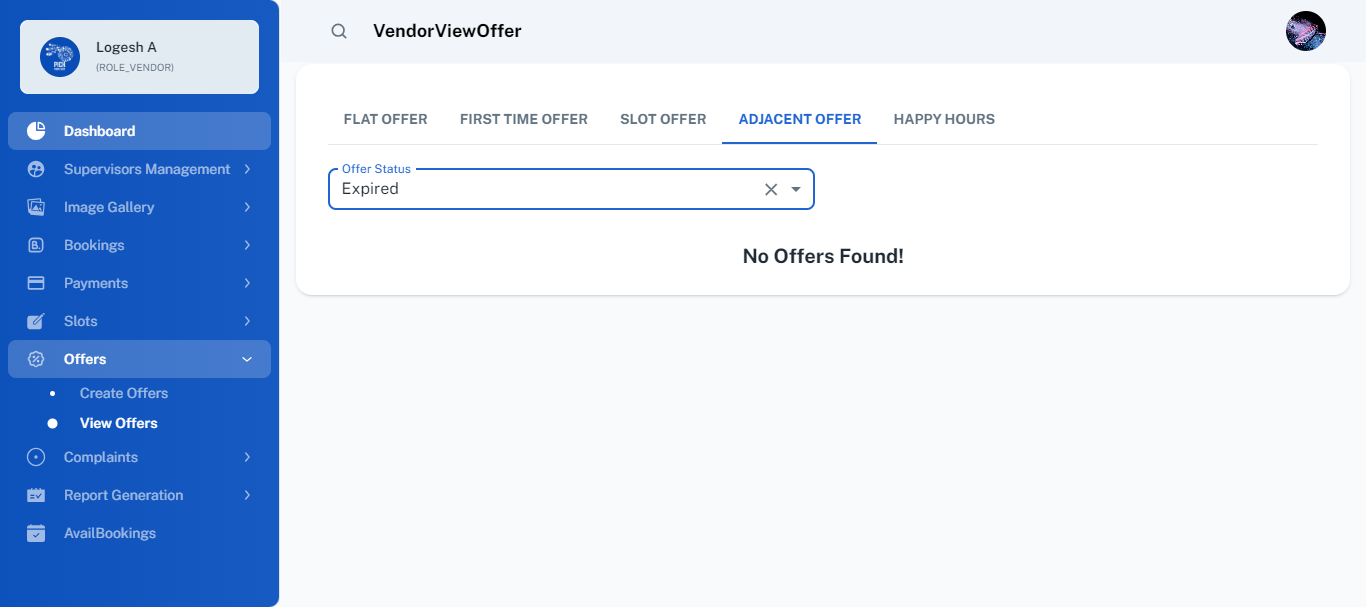 Logesh A
(ROLE_VENDOR)
Dashboard
Supervisors Management
Image Gallery
Bookings
Payments
Slots
Offers
Create Offers
View Offers
Complaints
Report Generation
AvailBookings
VendorViewOffer
FLAT OFFER FIRST TIME OFFER SLOT OFFER ADJACENT OFFER HAPPY HOURS
Offer Status
Expired
No Offers Found!